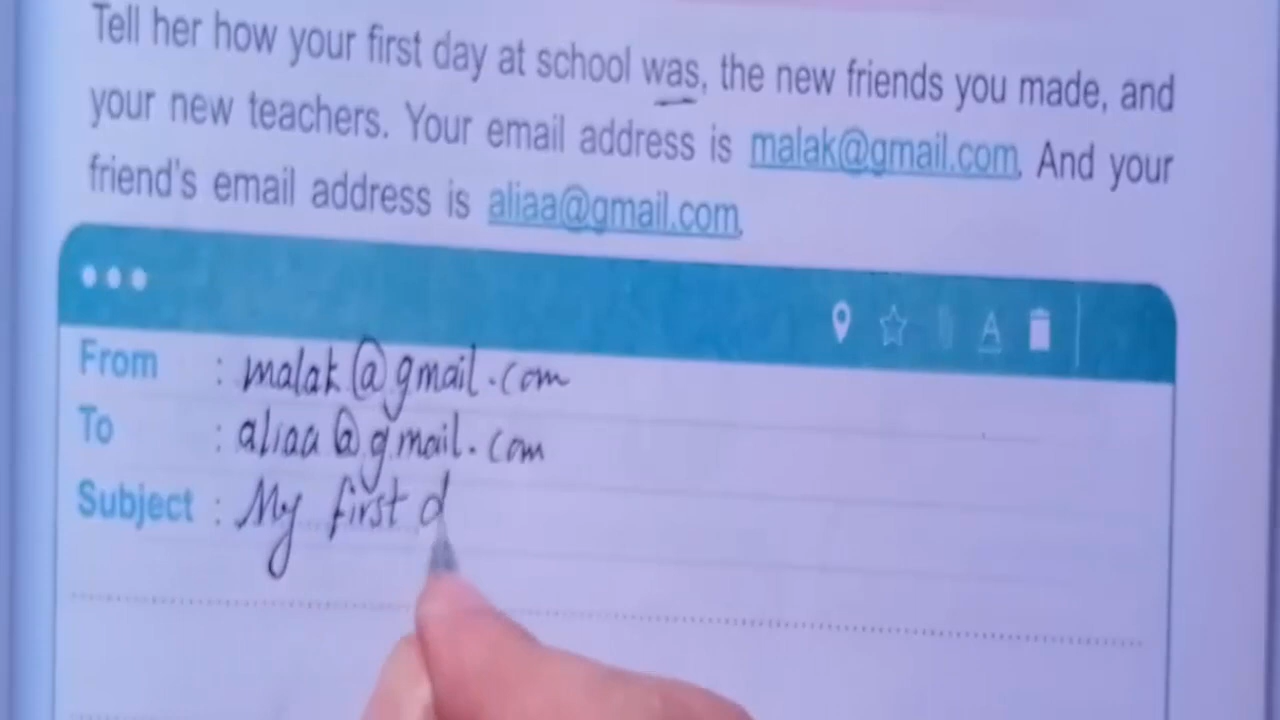 Tell her how your first day at school was, the new friends you made, and
your new teachers. Your email address is malak@gmail.com. And your
friend's email address is aliaa@gmail.com.
A
From : malak@gmail.com
To : aliaa@gmail.com
Subject : My first d